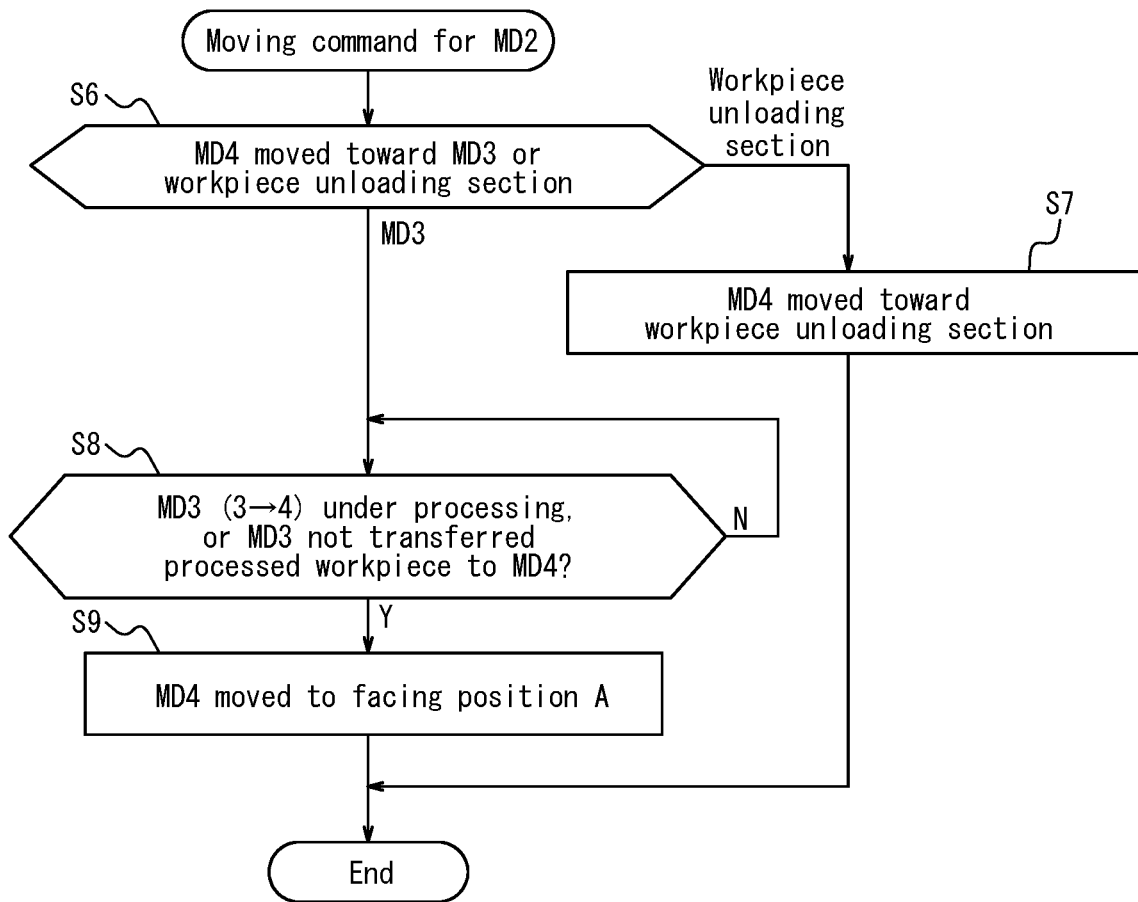 Moving command for MD2
S6
MD4 moved toward MD3 or
workpiece unloading section
Workpiece
unloading
section
MD3
S7
MD4 moved toward
workpiece unloading section
S8
MD3 (3→4) under processing,
or MD3 not transferred
processed workpiece to MD4?
N
Y
S9
MD4 moved to facing position A
End